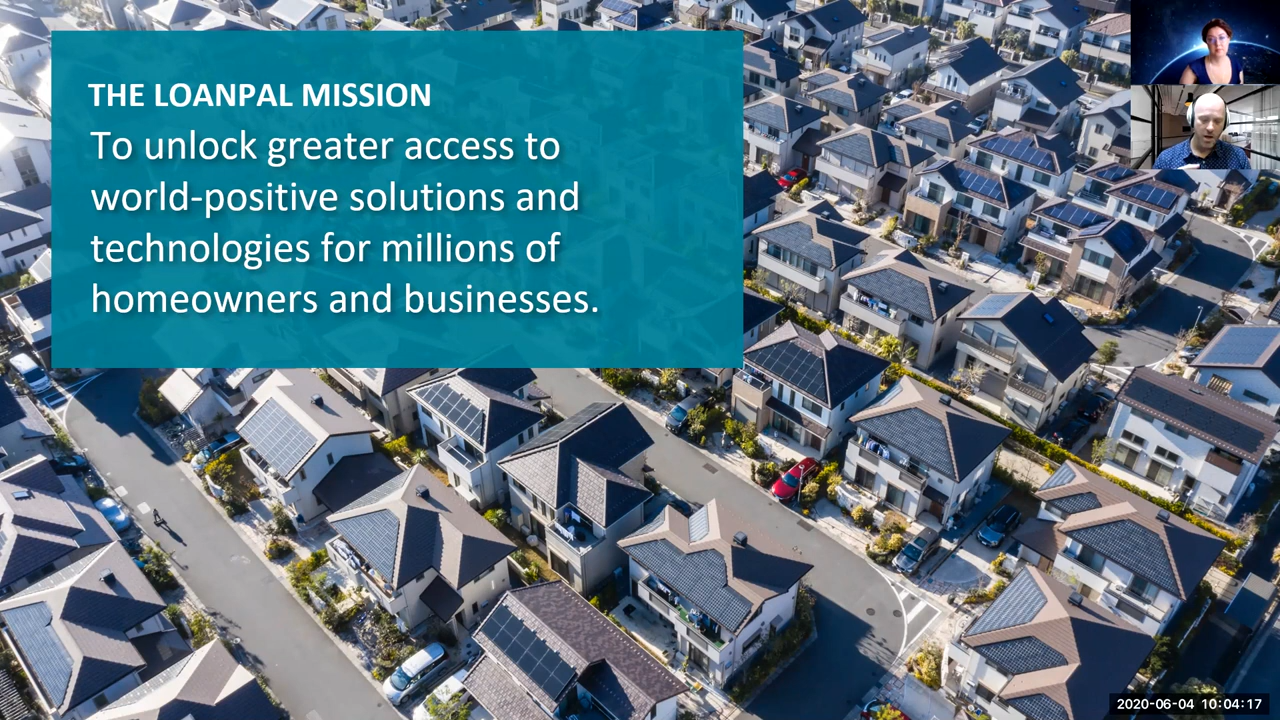 THE LOANPAL MISSION
To unlock greater access to
world-positive solutions and
technologies for millions of
homeowners and businesses.
2020-06-04 10:04:17